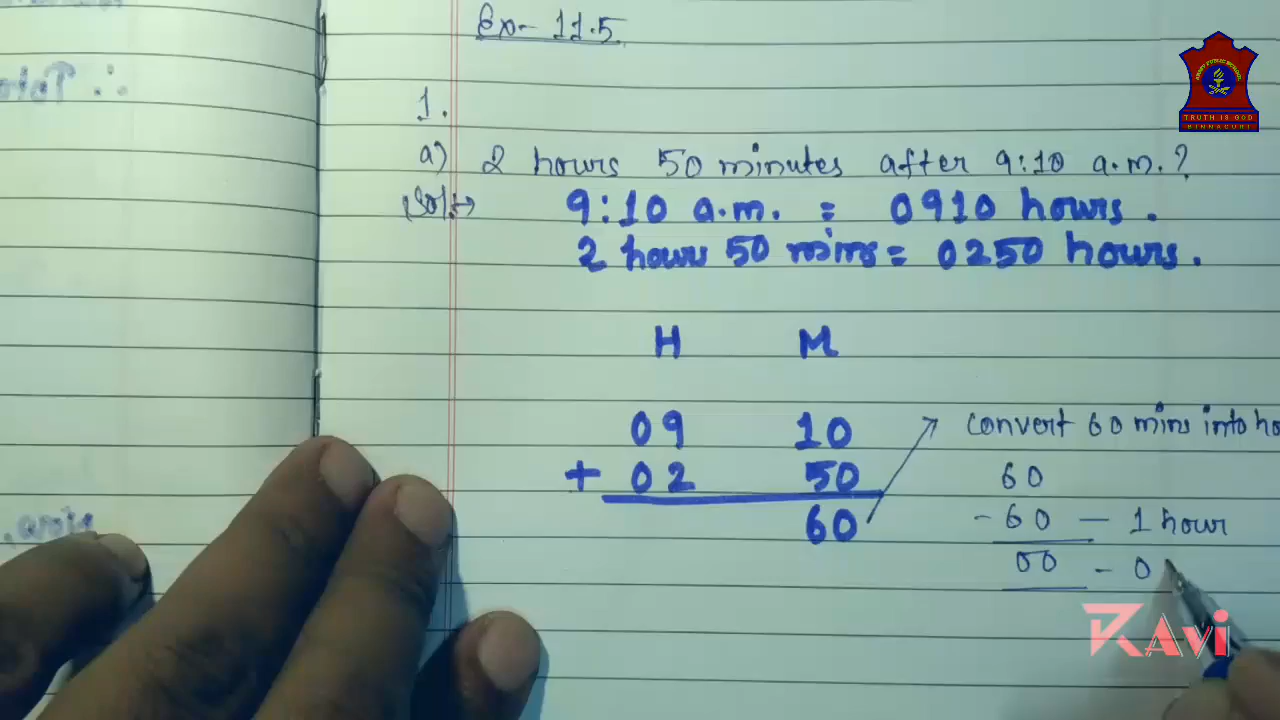 Ex- 11.5
1.
a) 2 hours 50 minutes after 9:10 a.m.?
Sol:→ 9:10 a.m. = 0910 hours.
2 hours 50 mins = 0250 hours.
H M
09 10
+ 02 50
60
convert 60 mins into ho
60
- 60 - 1 hour
00 - 0
TRUTH IS GOD
BINNAGURI
RAVi